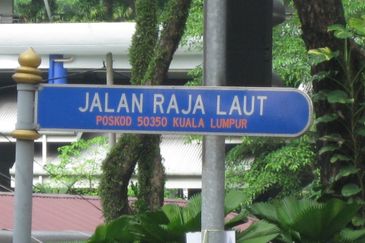 JALAN RAJA LAUT
POSKOD 50350 KUALA LUMPUR